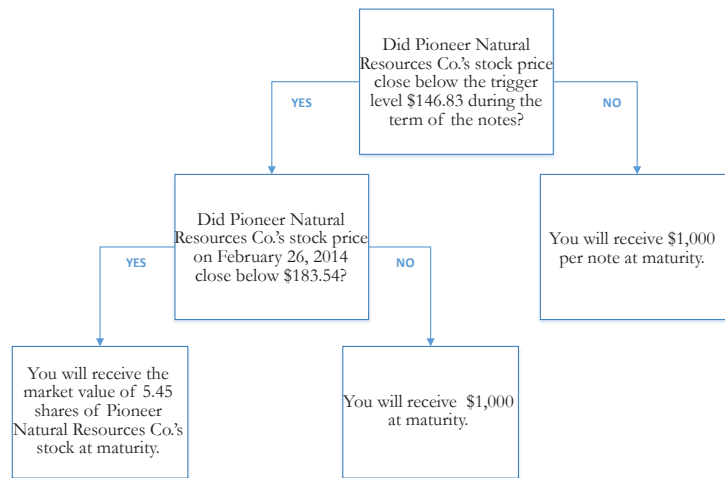 Did Pioneer Natural
Resources Co.'s stock price
close below the trigger
level $146.83 during the
term of the notes?
YES
NO
Did Pioneer Natural
Resources Co.'s stock price
on February 26, 2014
close below $183.54?
You will receive $1,000
per note at maturity.
YES
NO
You will receive the
market value of 5.45
shares of Pioneer
Natural Resources Co.'s
stock at maturity.
You will receive $1,000
at maturity.